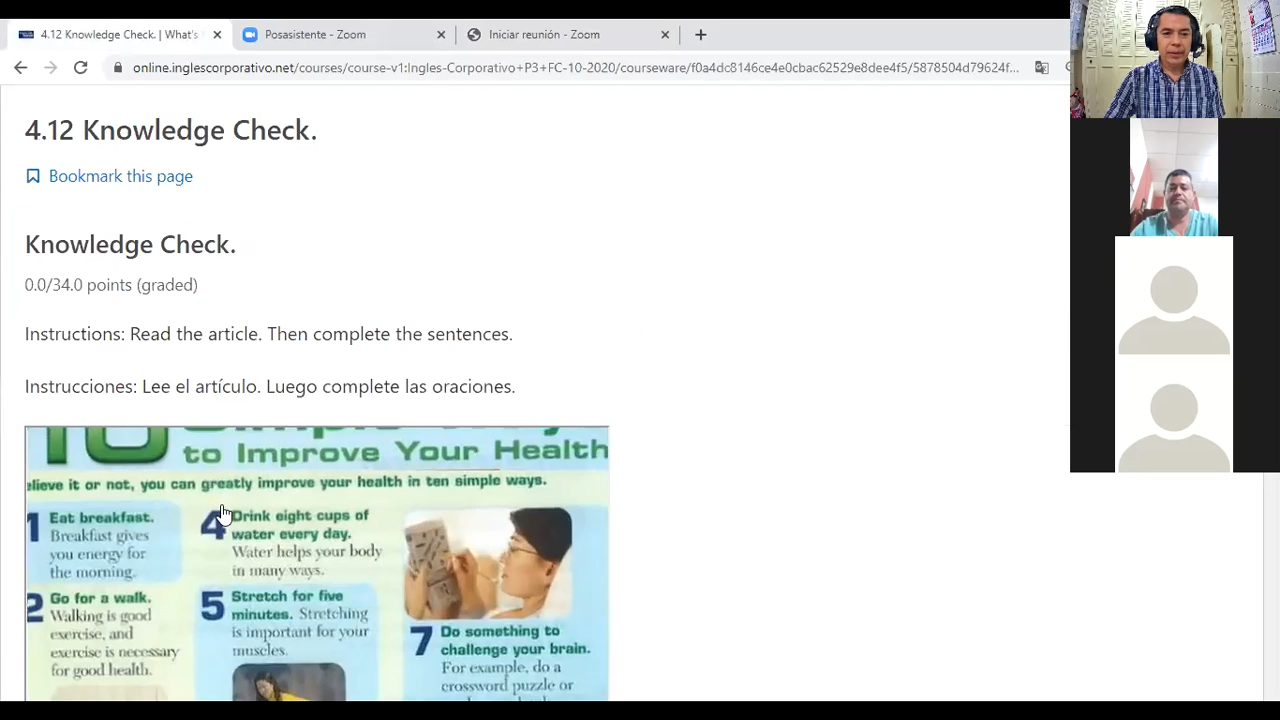 4.12 Knowledge Check. | What's
Posasistente - Zoom
Iniciar reunión - Zoom
online.inglescorporativo.net/courses/course-v1
Corporativo+P3+FC-10-2020/courseware/f0a4dc8146ce4e0cbac62529e8dee4f5/5878504d79624f...
4.12 Knowledge Check.
Bookmark this page
Knowledge Check.
0.0/34.0 points (graded)
Instructions: Read the article. Then complete the sentences.
Instrucciones: Lee el artículo. Luego complete las oraciones.
10
to Improve Your Health
elieve it or not, you can greatly improve your health in ten simple ways.
1 Eat breakfast.
Breakfast gives
you energy for
the morning.
2 Go for a walk.
Walking is good
exercise, and
exercise is necessary
for good health.
4 Drink eight cups of
water every day.
Water helps your body
in many ways.
5 Stretch for five
minutes. Stretching
is important for your
muscles.
7 Do something to
challenge your brain.
For example, do a
crossword puzzle or